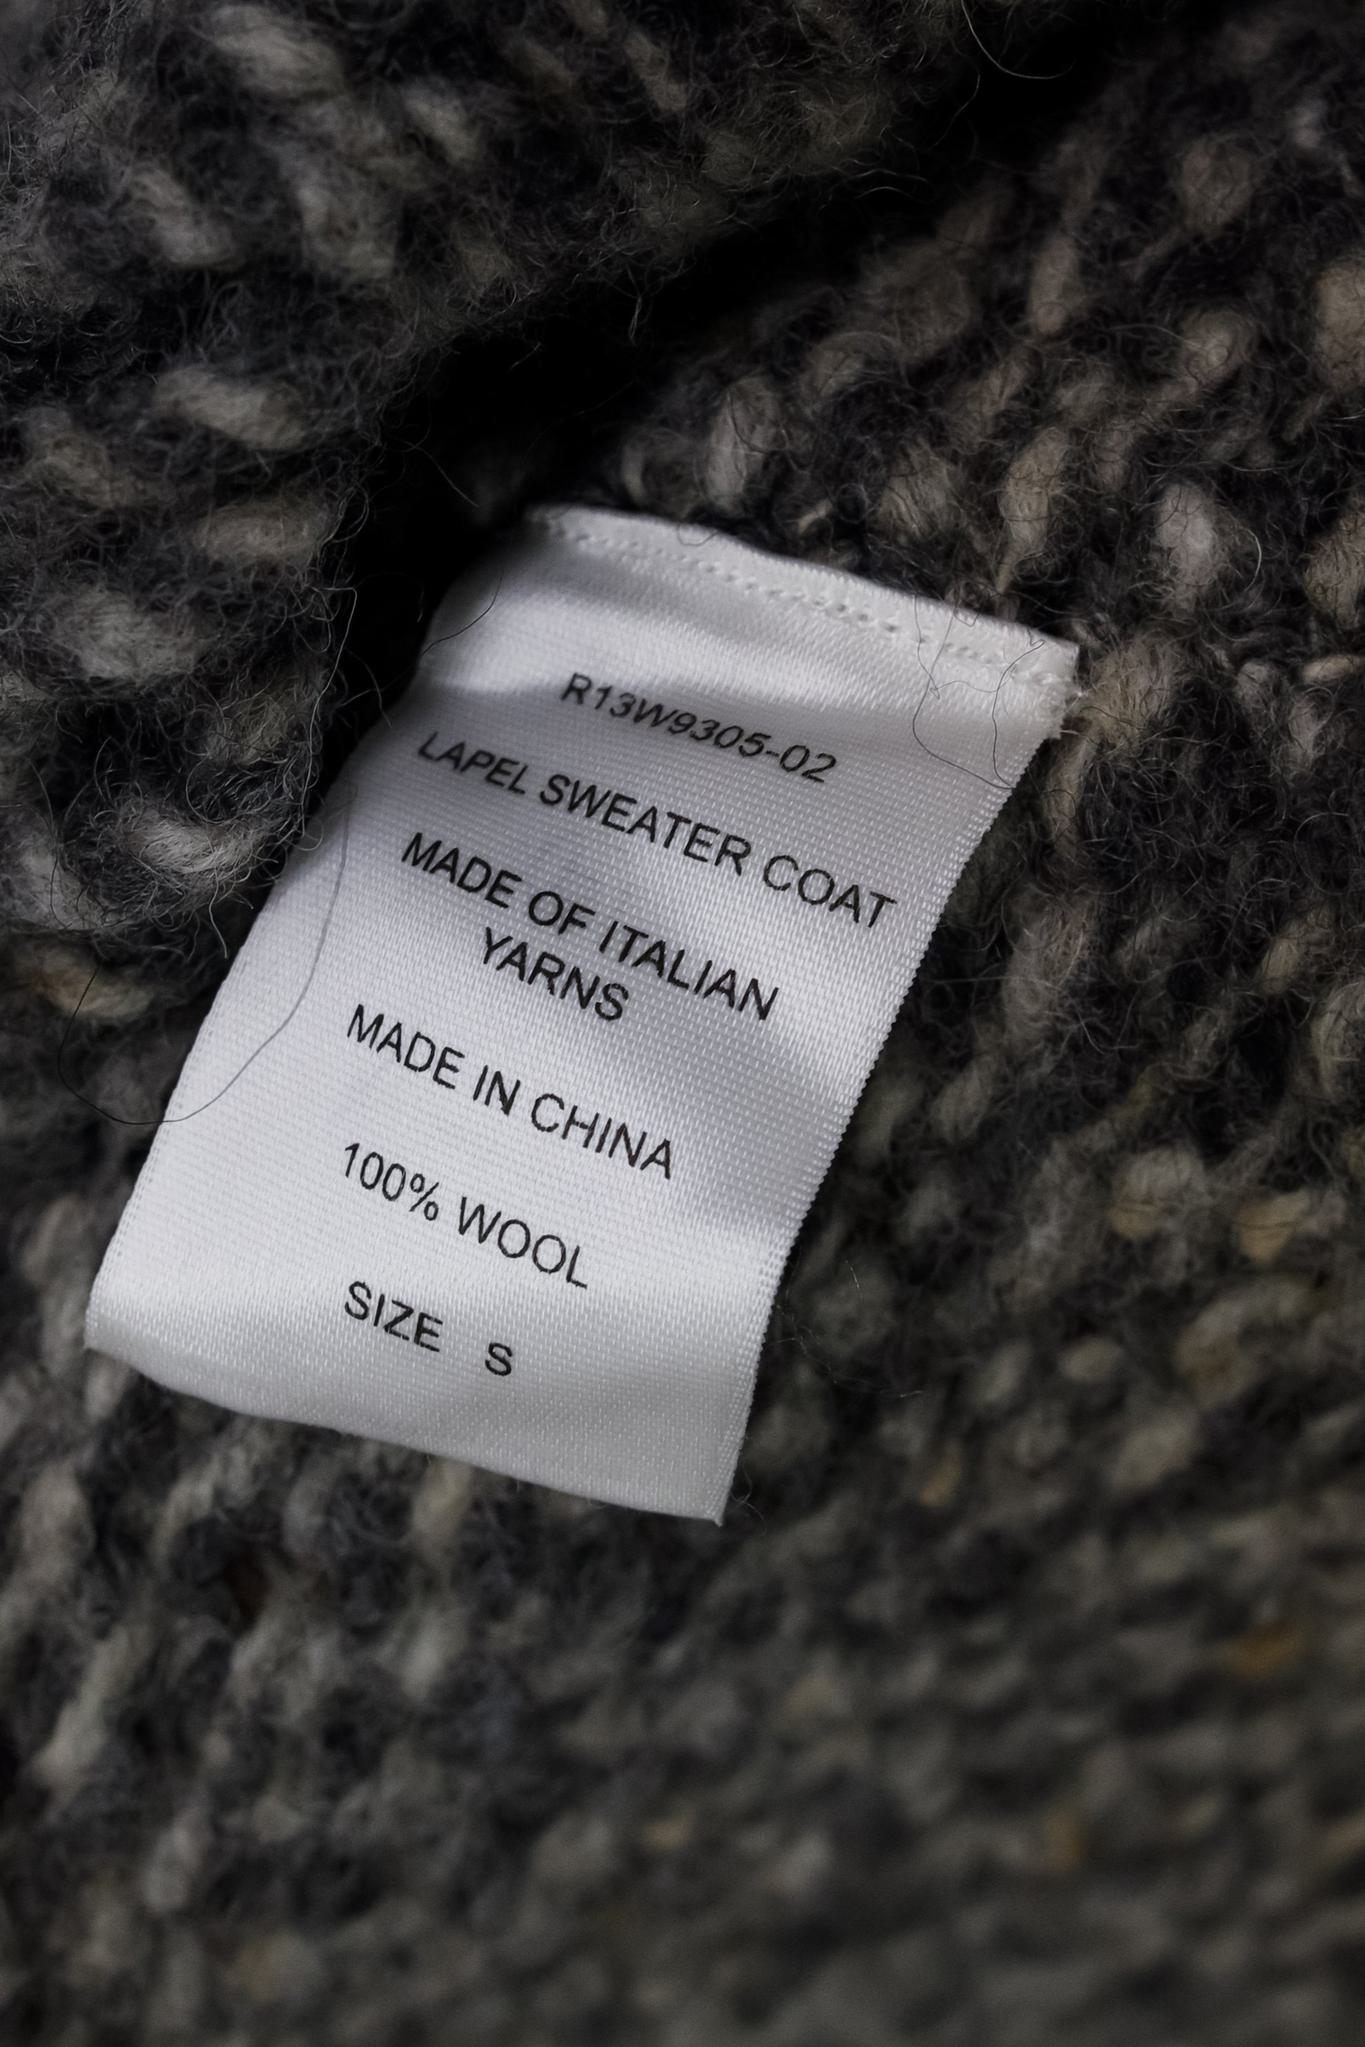 R13W9305-02
LAPEL SWEATER COAT
MADE OF ITALIAN
YARNS
MADE IN CHINA
100% WOOL
SIZE S